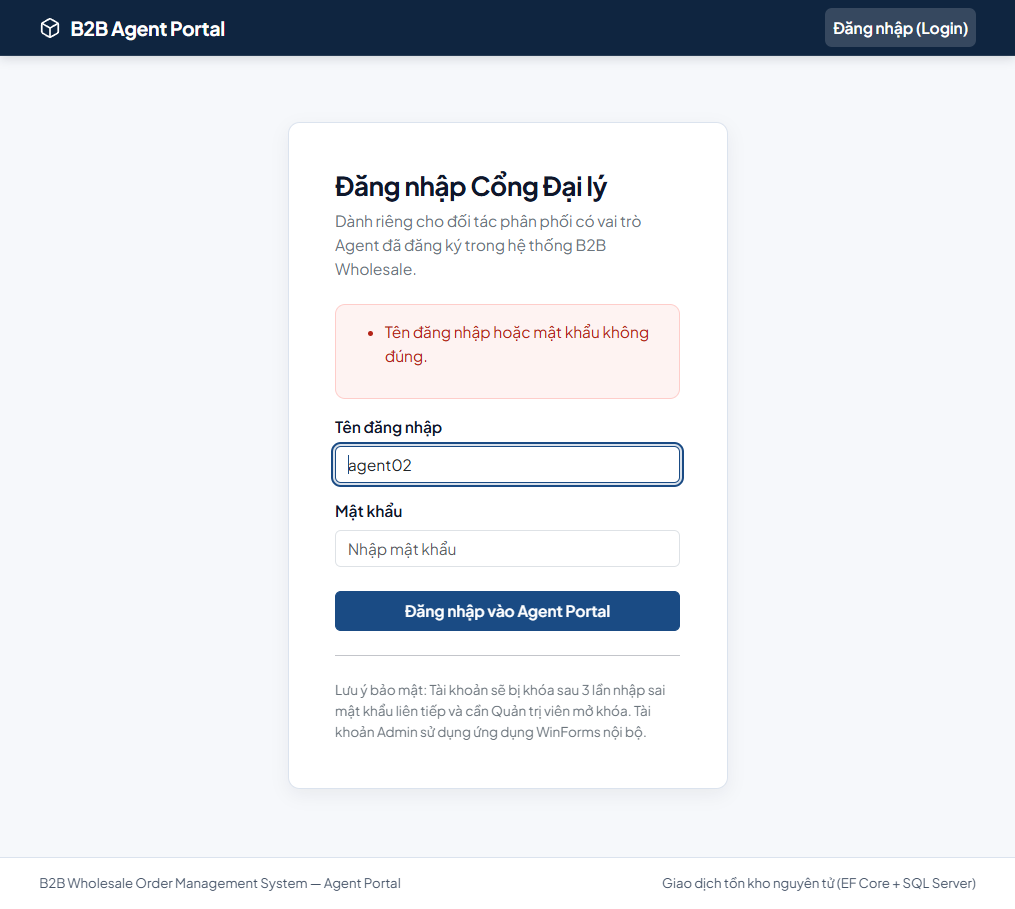 B2B Agent Portal
Đăng nhập (Login)
Đăng nhập Cổng Đại lý
Dành riêng cho đối tác phân phối có vai trò
Agent đã đăng ký trong hệ thống B2B
Wholesale.
• Tên đăng nhập hoặc mật khẩu không
đúng.
Tên đăng nhập
agent02
Mật khẩu
Nhập mật khẩu
Đăng nhập vào Agent Portal
Lưu ý bảo mật: Tài khoản sẽ bị khóa sau 3 lần nhập sai
mật khẩu liên tiếp và cần Quản trị viên mở khóa. Tài
khoản Admin sử dụng ứng dụng WinForms nội bộ.
B2B Wholesale Order Management System — Agent Portal
Giao dịch tồn kho nguyên tử (EF Core + SQL Server)